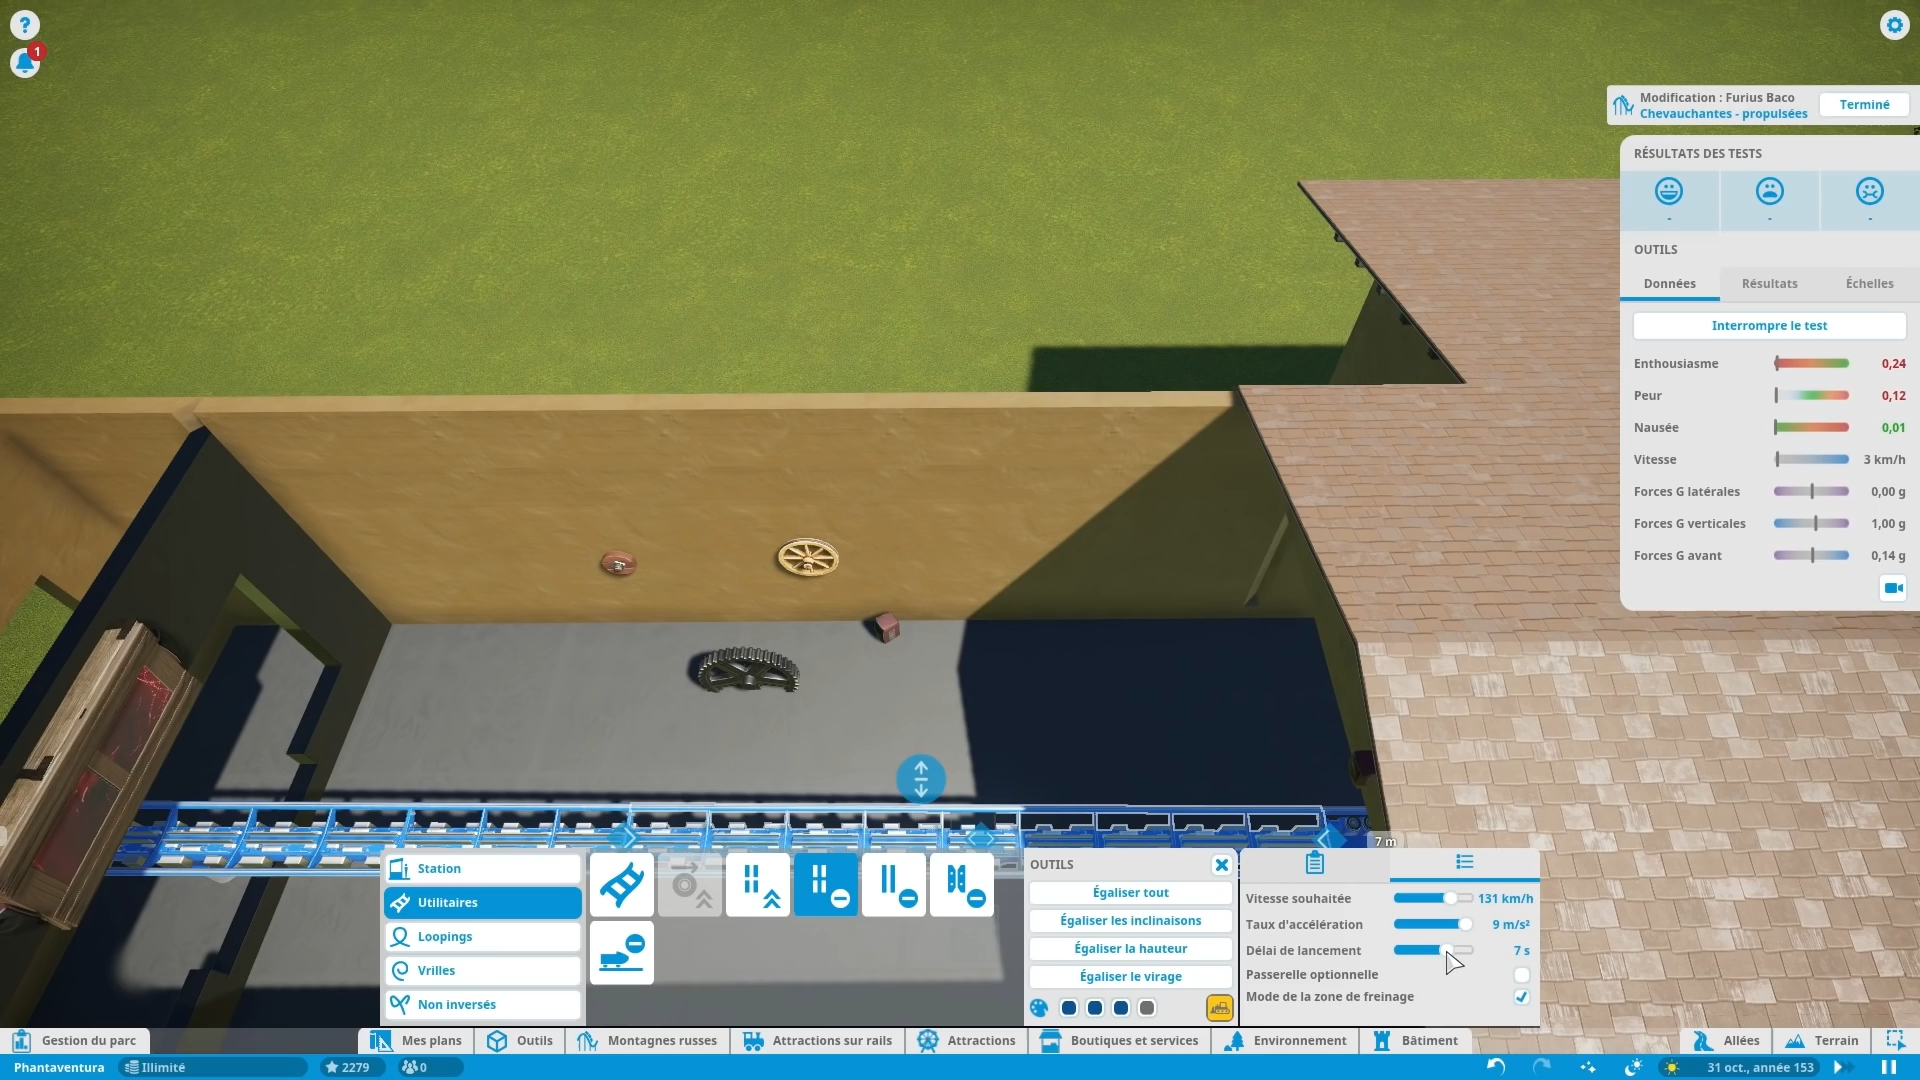 ?
1
Modification : Furius Baco
Chevauchantes - propulsées
Terminé
RÉSULTATS DES TESTS
- - -
OUTILS
Données Résultats Échelles
Interrompre le test
Enthousiasme 0,24
Peur 0,12
Nausée 0,01
Vitesse 3 km/h
Forces G latérales 0,00 g
Forces G verticales 1,00 g
Forces G avant 0,14 g
7 m
Station
Utilitaires
Loopings
Vrilles
Non inversés
OUTILS
Égaliser tout
Égaliser les inclinaisons
Égaliser la hauteur
Égaliser le virage
Vitesse souhaitée 131 km/h
Taux d'accélération 9 m/s²
Délai de lancement 7 s
Passerelle optionnelle
Mode de la zone de freinage
Gestion du parc Mes plans Outils Montagnes russes Attractions sur rails Attractions Boutiques et services Environnement Bâtiment Allées Terrain
Phantaventura Illimité 2279 0 31 oct., année 153